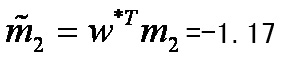 m̃₂ = w*ᵀm₂ =-1.17